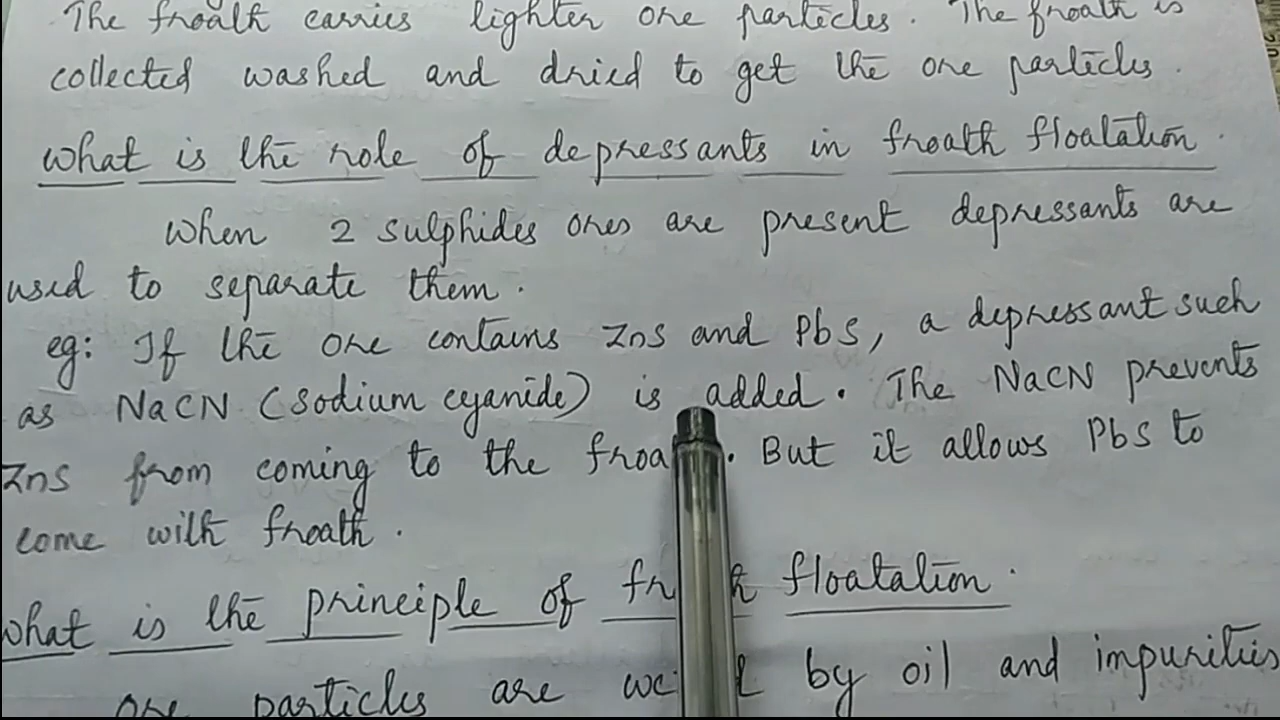 The froath carries lighter ore particles. The froath is
collected washed and dried to get the ore particles.
What is the role of depressants in froath floatation.
When 2 sulphides ores are present depressants are
used to separate them.
eg: If the ore contains ZnS and PbS, a depressant such
as NaCN (sodium cyanide) is added. The NaCN prevents
ZnS from coming to the froa . But it allows PbS to
come with froath.
What is the principle of floatation.
ore particles are by oil and impurities